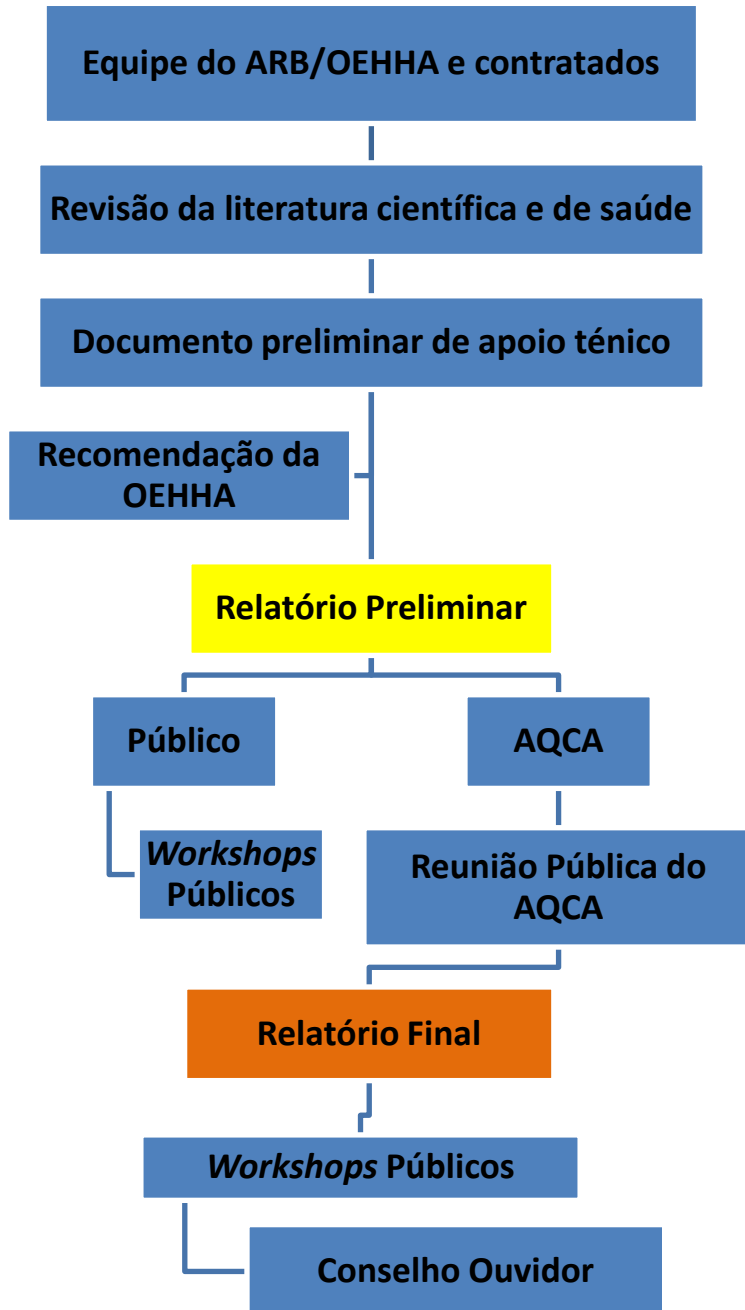 Equipe do ARB/OEHHA e contratados
Revisão da literatura científica e de saúde
Documento preliminar de apoio ténico
Recomendação da
OEHHA
Relatório Preliminar
Público
AQCA
Workshops
Públicos
Reunião Pública do
AQCA
Relatório Final
Workshops Públicos
Conselho Ouvidor